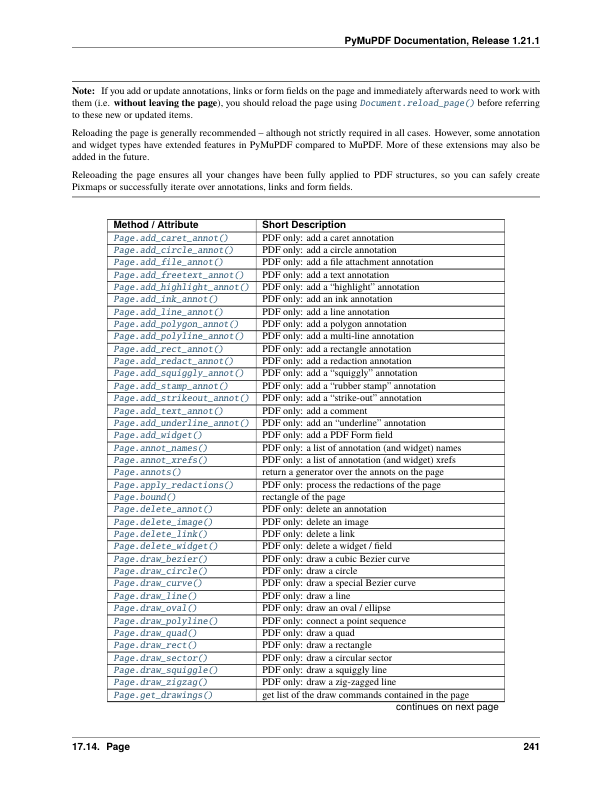 PyMuPDF Documentation, Release 1.21.1
Note: If you add or update annotations, links or form fields on the page and immediately afterwards need to work with
them (i.e. without leaving the page), you should reload the page using Document.reload_page() before referring
to these new or updated items.
Reloading the page is generally recommended – although not strictly required in all cases. However, some annotation
and widget types have extended features in PyMuPDF compared to MuPDF. More of these extensions may also be
added in the future.
Releoading the page ensures all your changes have been fully applied to PDF structures, so you can safely create
Pixmaps or successfully iterate over annotations, links and form fields.
Method / Attribute Short Description
Page.add_caret_annot() PDF only: add a caret annotation
Page.add_circle_annot() PDF only: add a circle annotation
Page.add_file_annot() PDF only: add a file attachment annotation
Page.add_freetext_annot() PDF only: add a text annotation
Page.add_highlight_annot() PDF only: add a “highlight” annotation
Page.add_ink_annot() PDF only: add an ink annotation
Page.add_line_annot() PDF only: add a line annotation
Page.add_polygon_annot() PDF only: add a polygon annotation
Page.add_polyline_annot() PDF only: add a multi-line annotation
Page.add_rect_annot() PDF only: add a rectangle annotation
Page.add_redact_annot() PDF only: add a redaction annotation
Page.add_squiggly_annot() PDF only: add a “squiggly” annotation
Page.add_stamp_annot() PDF only: add a “rubber stamp” annotation
Page.add_strikeout_annot() PDF only: add a “strike-out” annotation
Page.add_text_annot() PDF only: add a comment
Page.add_underline_annot() PDF only: add an “underline” annotation
Page.add_widget() PDF only: add a PDF Form field
Page.annot_names() PDF only: a list of annotation (and widget) names
Page.annot_xrefs() PDF only: a list of annotation (and widget) xrefs
Page.annots() return a generator over the annots on the page
Page.apply_redactions() PDF only: process the redactions of the page
Page.bound() rectangle of the page
Page.delete_annot() PDF only: delete an annotation
Page.delete_image() PDF only: delete an image
Page.delete_link() PDF only: delete a link
Page.delete_widget() PDF only: delete a widget / field
Page.draw_bezier() PDF only: draw a cubic Bezier curve
Page.draw_circle() PDF only: draw a circle
Page.draw_curve() PDF only: draw a special Bezier curve
Page.draw_line() PDF only: draw a line
Page.draw_oval() PDF only: draw an oval / ellipse
Page.draw_polyline() PDF only: connect a point sequence
Page.draw_quad() PDF only: draw a quad
Page.draw_rect() PDF only: draw a rectangle
Page.draw_sector() PDF only: draw a circular sector
Page.draw_squiggle() PDF only: draw a squiggly line
Page.draw_zigzag() PDF only: draw a zig-zagged line
Page.get_drawings() get list of the draw commands contained in the page
continues on next page
17.14. Page 241